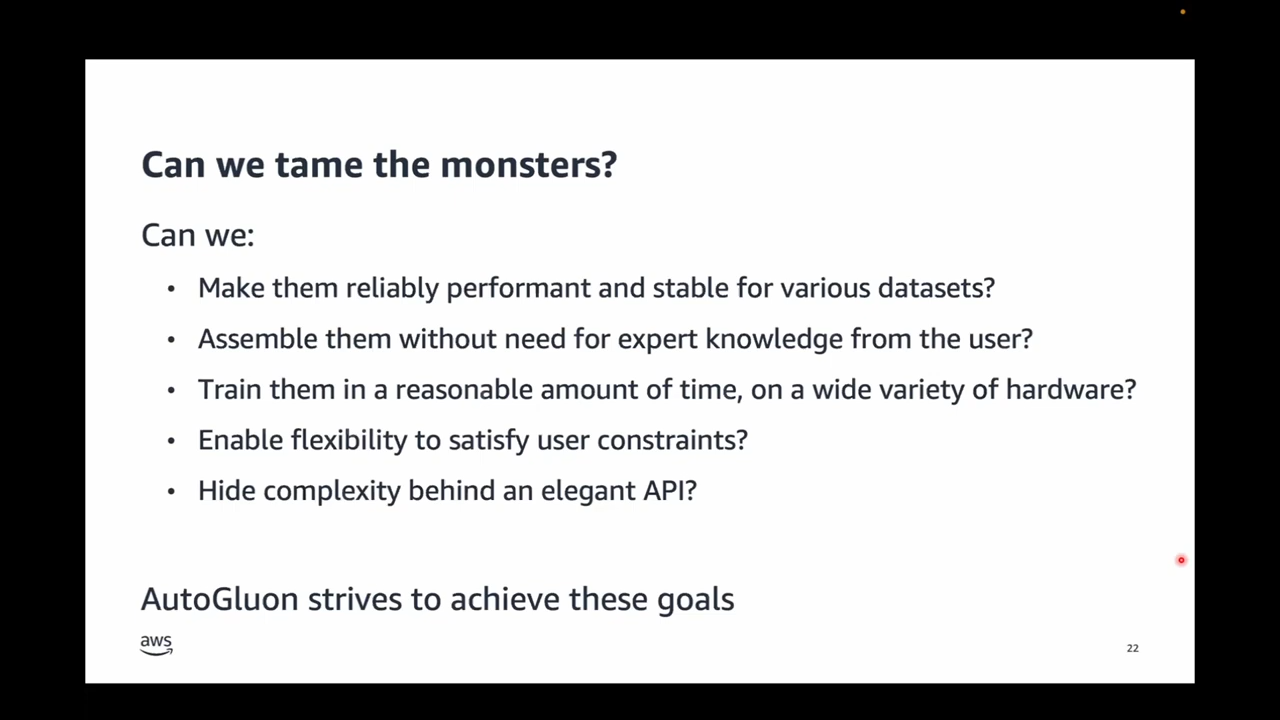 Can we tame the monsters?
Can we:
• Make them reliably performant and stable for various datasets?
• Assemble them without need for expert knowledge from the user?
• Train them in a reasonable amount of time, on a wide variety of hardware?
• Enable flexibility to satisfy user constraints?
• Hide complexity behind an elegant API?
AutoGluon strives to achieve these goals
aws
22